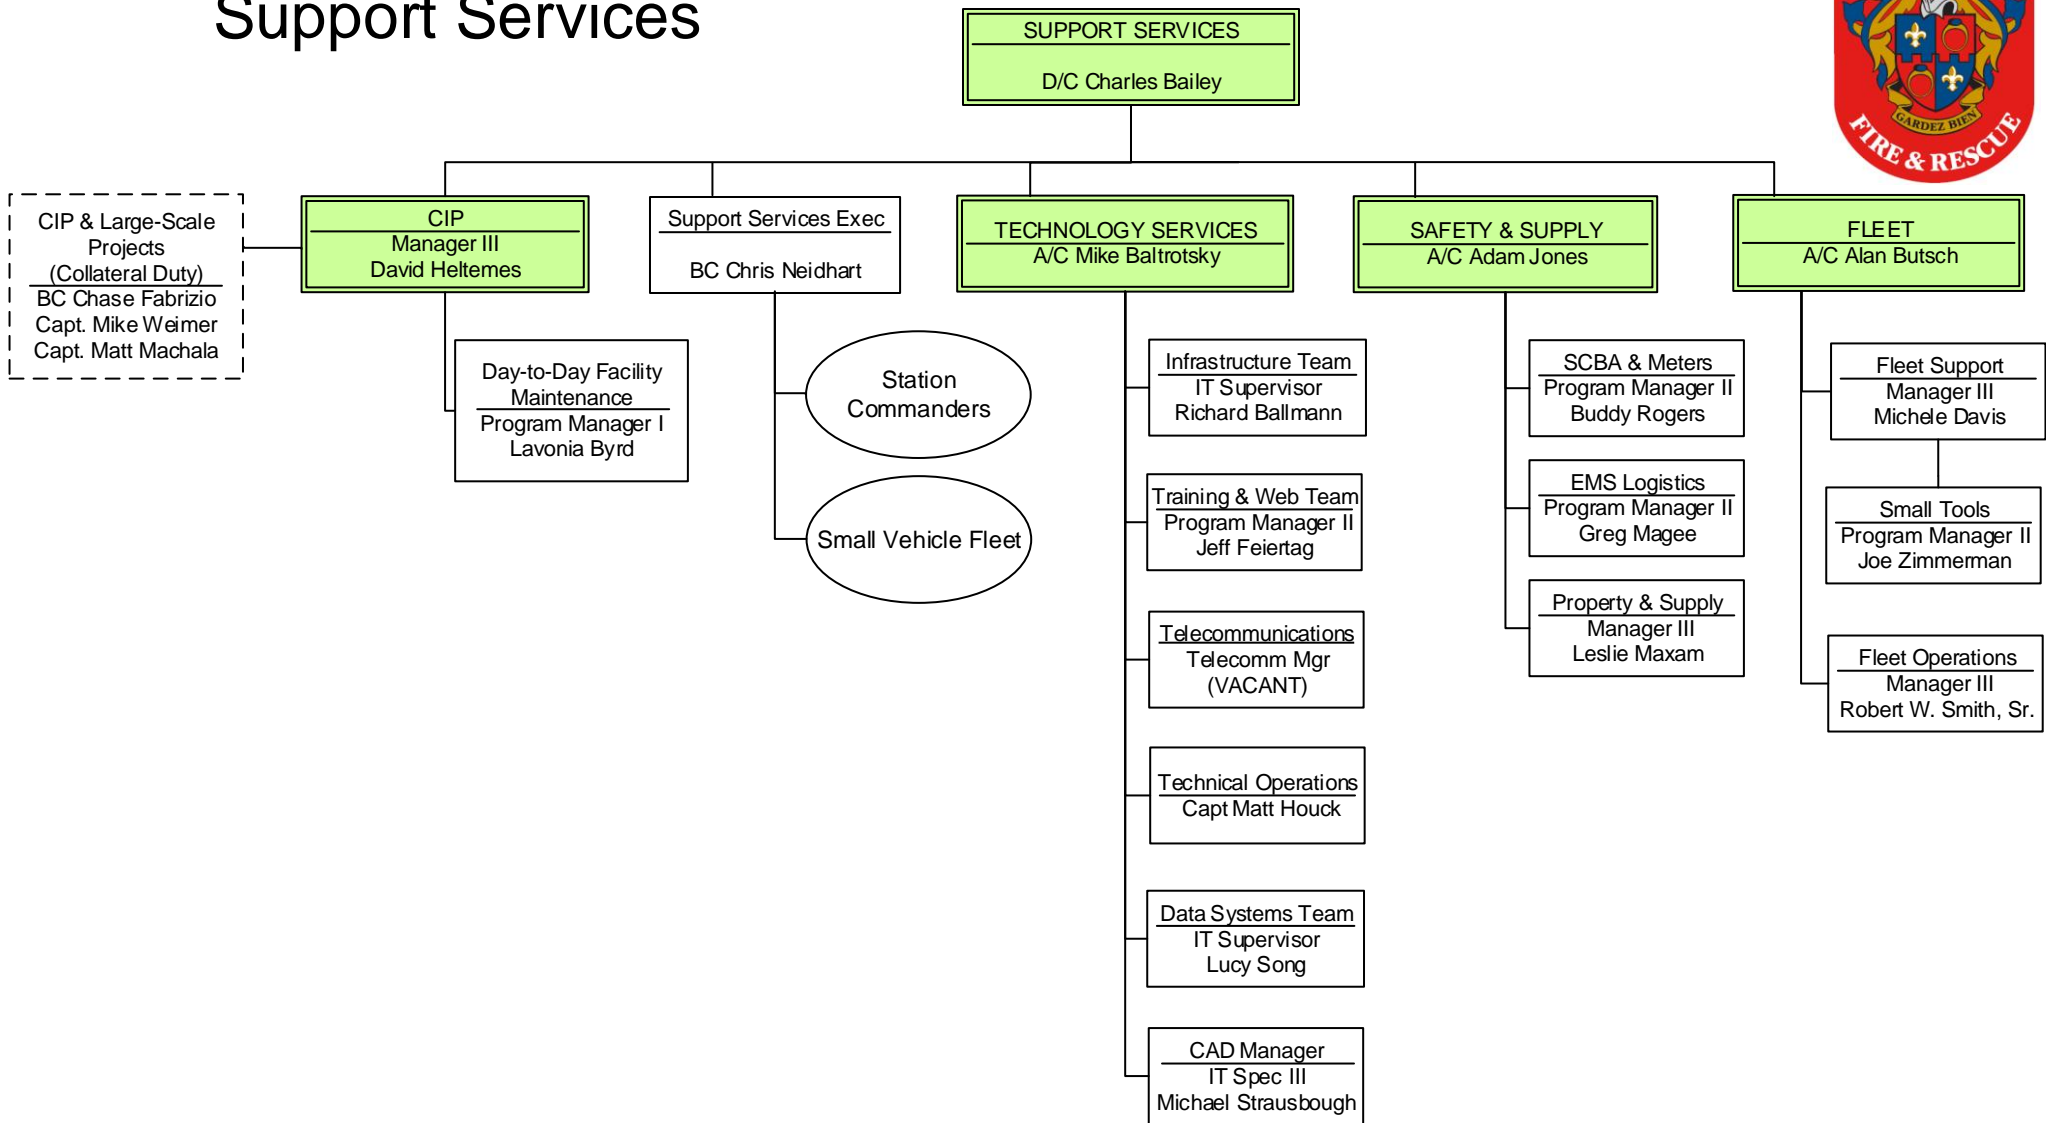 Support Services
SUPPORT SERVICES
D/C Charles Bailey
GARDEZ BIEN
FIRE & RESCUE
CIP & Large-Scale
Projects
(Collateral Duty)
BC Chase Fabrizio
Capt. Mike Weimer
Capt. Matt Machala
CIP
Manager III
David Heltemes
Day-to-Day Facility
Maintenance
Program Manager I
Lavonia Byrd
Support Services Exec
BC Chris Neidhart
Station
Commanders
Small Vehicle Fleet
TECHNOLOGY SERVICES
A/C Mike Baltrotsky
Infrastructure Team
IT Supervisor
Richard Ballmann
Training & Web Team
Program Manager II
Jeff Feiertag
Telecommunications
Telecomm Mgr
(VACANT)
Technical Operations
Capt Matt Houck
Data Systems Team
IT Supervisor
Lucy Song
CAD Manager
IT Spec III
Michael Strausbough
SAFETY & SUPPLY
A/C Adam Jones
SCBA & Meters
Program Manager II
Buddy Rogers
EMS Logistics
Program Manager II
Greg Magee
Property & Supply
Manager III
Leslie Maxam
FLEET
A/C Alan Butsch
Fleet Support
Manager III
Michele Davis
Small Tools
Program Manager II
Joe Zimmerman
Fleet Operations
Manager III
Robert W. Smith, Sr.